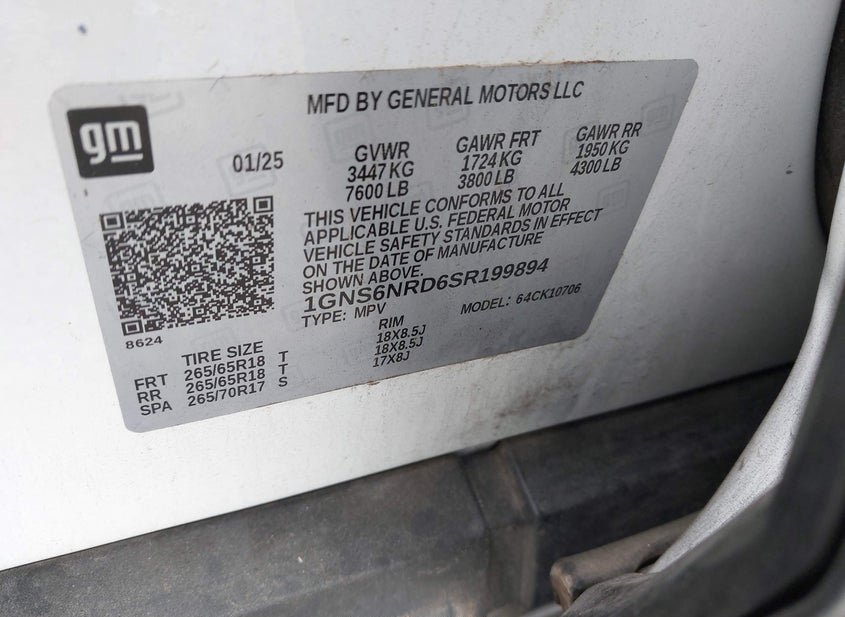 MFD BY GENERAL MOTORS LLC
gm
01/25
GVWR
3447 KG
7600 LB
GAWR FRT
1724 KG
3800 LB
GAWR RR
1950 KG
4300 LB
THIS VEHICLE CONFORMS TO ALL
APPLICABLE U.S. FEDERAL MOTOR
VEHICLE SAFETY STANDARDS IN EFFECT
ON THE DATE OF MANUFACTURE
SHOWN ABOVE.
1GNS6NRD6SR199894
TYPE: MPV MODEL: 64CK10706
8624
TIRE SIZE RIM
FRT 265/65R18 T 18X8.5J
RR 265/65R18 T 18X8.5J
SPA 265/70R17 S 17X8J